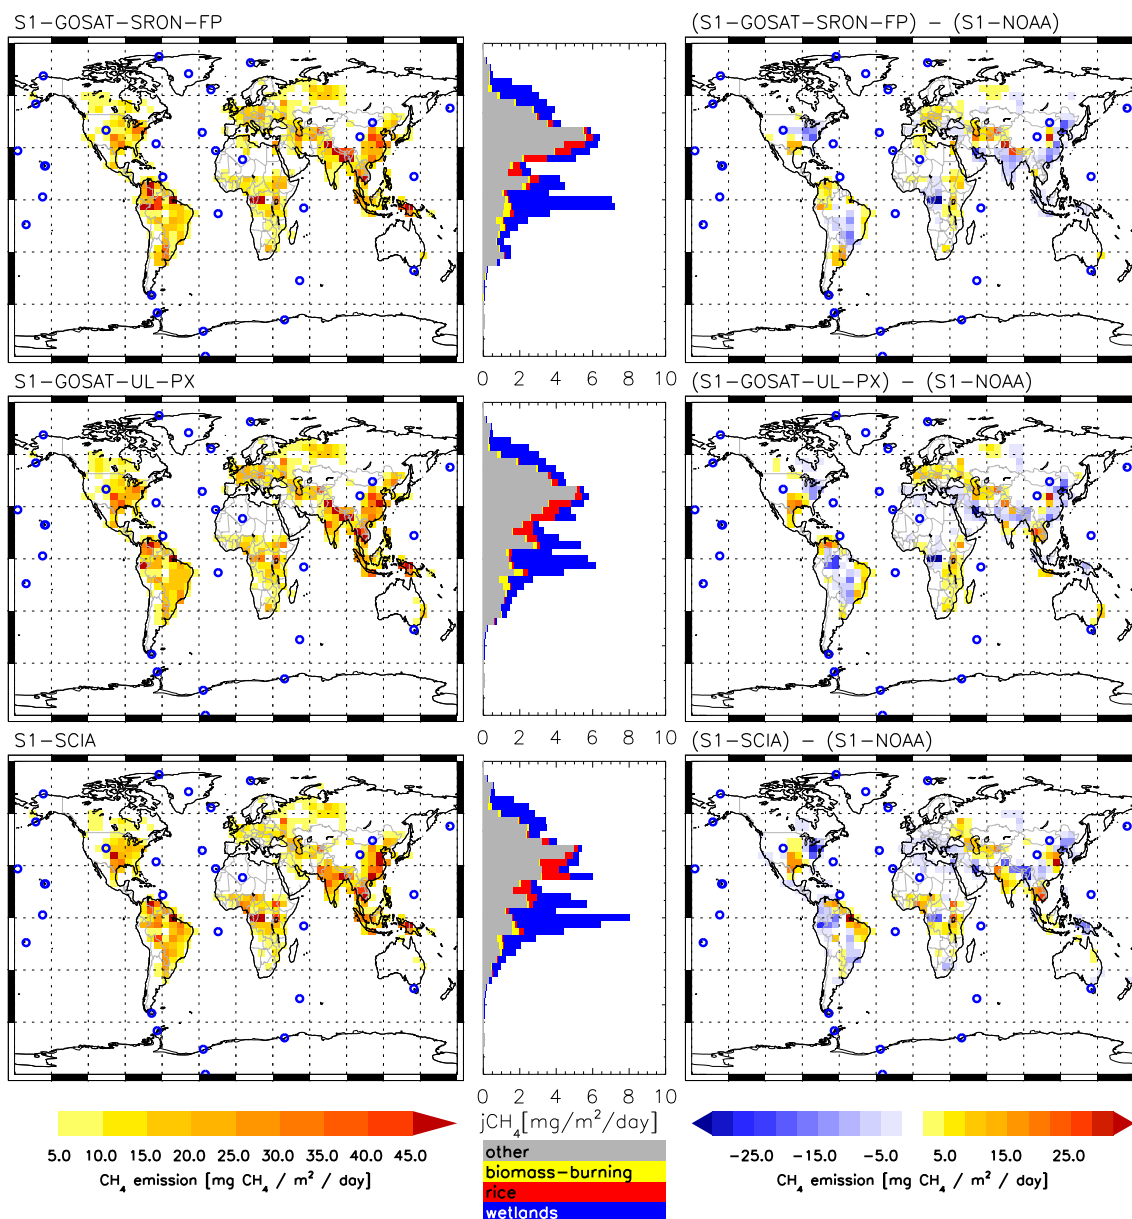 S1-GOSAT-SRON-FP
(S1-GOSAT-SRON-FP) - (S1-NOAA)
0 2 4 6 8 10
S1-GOSAT-UL-PX
(S1-GOSAT-UL-PX) - (S1-NOAA)
0 2 4 6 8 10
S1-SCIA
(S1-SCIA) - (S1-NOAA)
0 2 4 6 8 10
jCH₄[mg/m²/day]
5.0 10.0 15.0 20.0 25.0 30.0 35.0 40.0 45.0
CH₄ emission [mg CH₄ / m² / day]
other
biomass-burning
rice
wetlands
-25.0 -15.0 -5.0 5.0 15.0 25.0
CH₄ emission [mg CH₄ / m² / day]